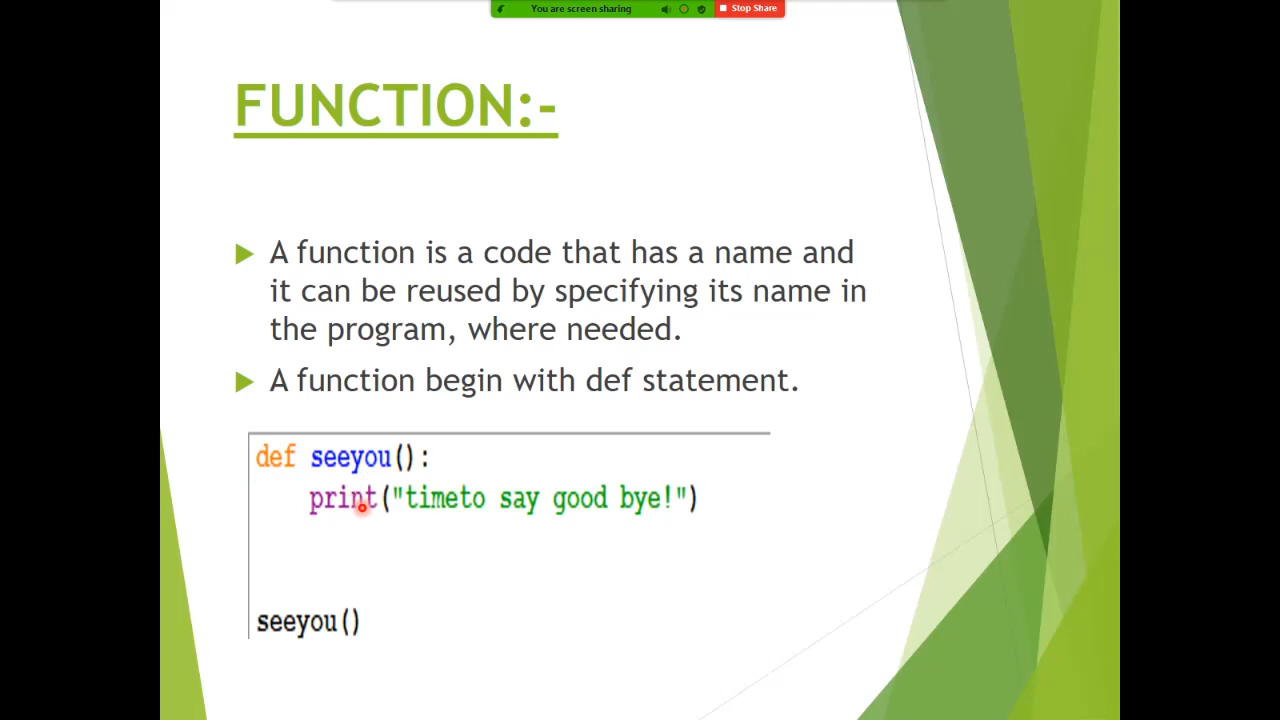 You are screen sharing
Stop Share
FUNCTION:-
A function is a code that has a name and
it can be reused by specifying its name in
the program, where needed.
A function begin with def statement.
def seeyou():
print("timeto say good bye!")
seeyou()